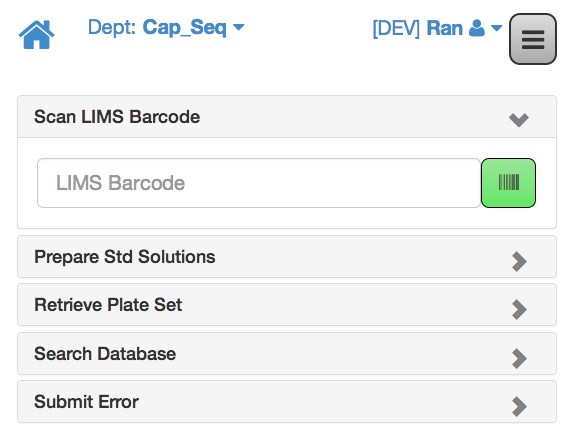 Dept: Cap_Seq [DEV] Ran
Scan LIMS Barcode
LIMS Barcode
Prepare Std Solutions
Retrieve Plate Set
Search Database
Submit Error